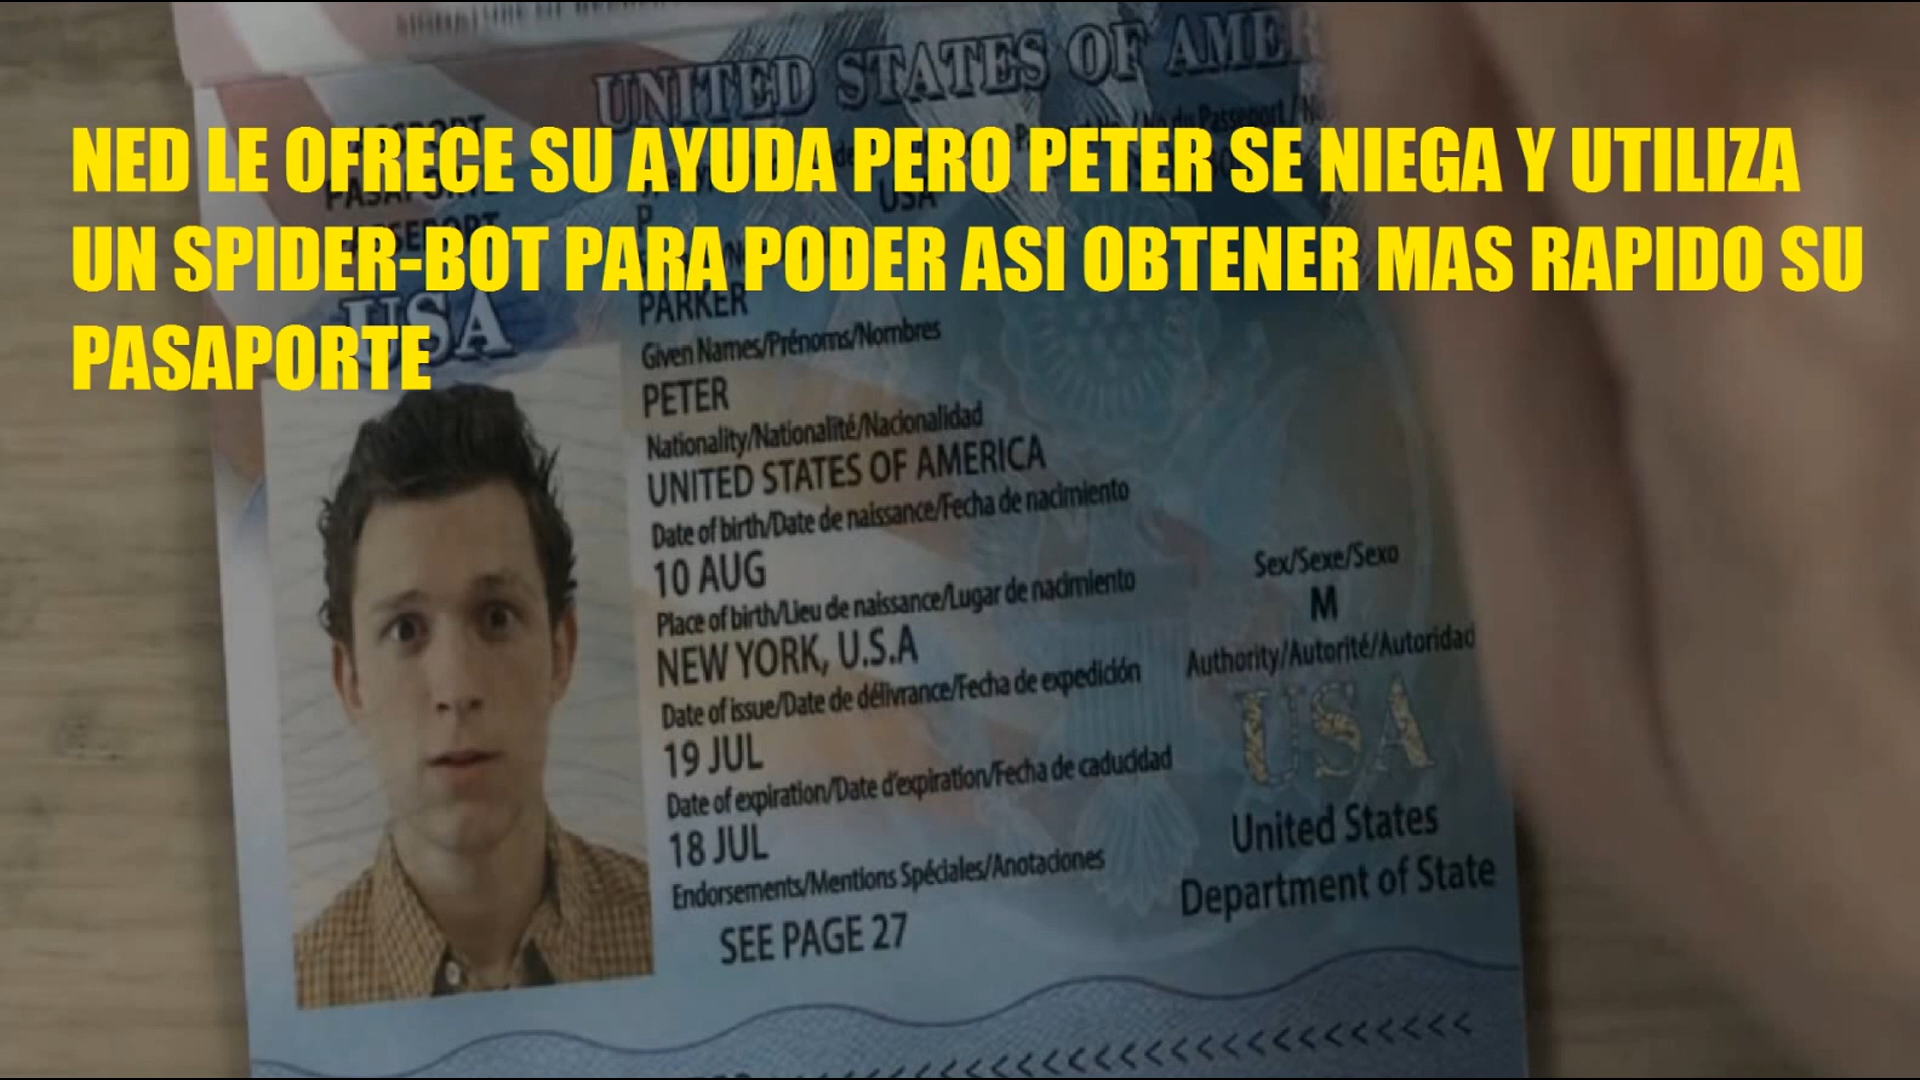 UNITED STATES OF AMER
NED LE OFRECE SU AYUDA PERO PETER SE NIEGA Y UTILIZA
UN SPIDER-BOT PARA PODER ASI OBTENER MAS RAPIDO SU
PASAPORTE
USA
P
USA
PARKER
Given Names/Prénoms/Nombres
PETER
Nationality/Nationalité/Nacionalidad
UNITED STATES OF AMERICA
Date of birth/Date de naissance/Fecha de nacimiento
10 AUG
Place of birth/Lieu de naissance/Lugar de nacimiento
NEW YORK, U.S.A
Date of issue/Date de délivrance/Fecha de expedición
19 JUL
Date of expiration/Date d'expiration/Fecha de caducidad
18 JUL
Endorsements/Mentions Spéciales/Anotaciones
SEE PAGE 27
Sex/Sexe/Sexo
M
Authority/Autorité/Autoridad
USA
United States
Department of State
<<<<<<<<<<<<<<<<<<<